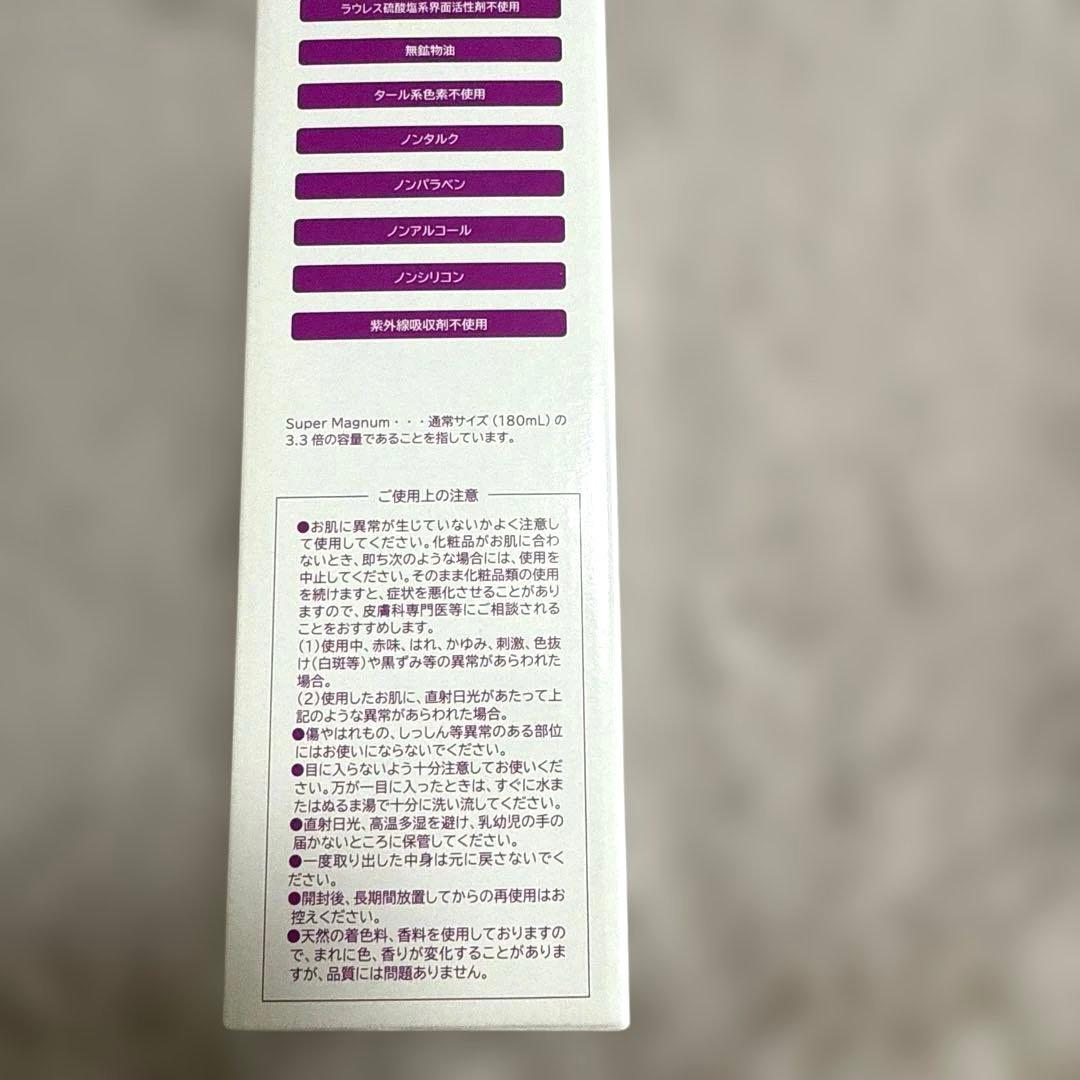 ラウレス硫酸塩系界面活性剤不使用
無鉱物油
タール系色素不使用
ノンタルク
ノンパラベン
ノンアルコール
ノンシリコン
紫外線吸収剤不使用
Super Magnum・・・通常サイズ(180mL)の
3.3倍の容量であることを指しています。
ご使用上の注意
●お肌に異常が生じていないかよく注意し
て使用してください。化粧品がお肌に合わ
ないとき、即ち次のような場合には、使用を
中止してください。そのまま化粧品類の使用
を続けますと、症状を悪化させることがあり
ますので、皮膚科専門医等にご相談される
ことをおすすめします。
(1)使用中、赤味、はれ、かゆみ、刺激、色抜
け(白斑等)や黒ずみ等の異常があらわれた
場合。
(2)使用したお肌に、直射日光があたって上
記のような異常があらわれた場合。
●傷やはれもの、しっしん等異常のある部位
にはお使いにならないでください。
●目に入らないよう十分注意してお使いくだ
さい。万が一目に入ったときは、すぐに水ま
たはぬるま湯で十分に洗い流してください。
●直射日光、高温多湿を避け、乳幼児の手の
届かないところに保管してください。
●一度取り出した中身は元に戻さないでく
ださい。
●開封後、長期間放置してからの再使用はお
控えください。
●天然の着色料、香料を使用しておりますの
で、まれに色、香りが変化することがありま
すが、品質には問題ありません。